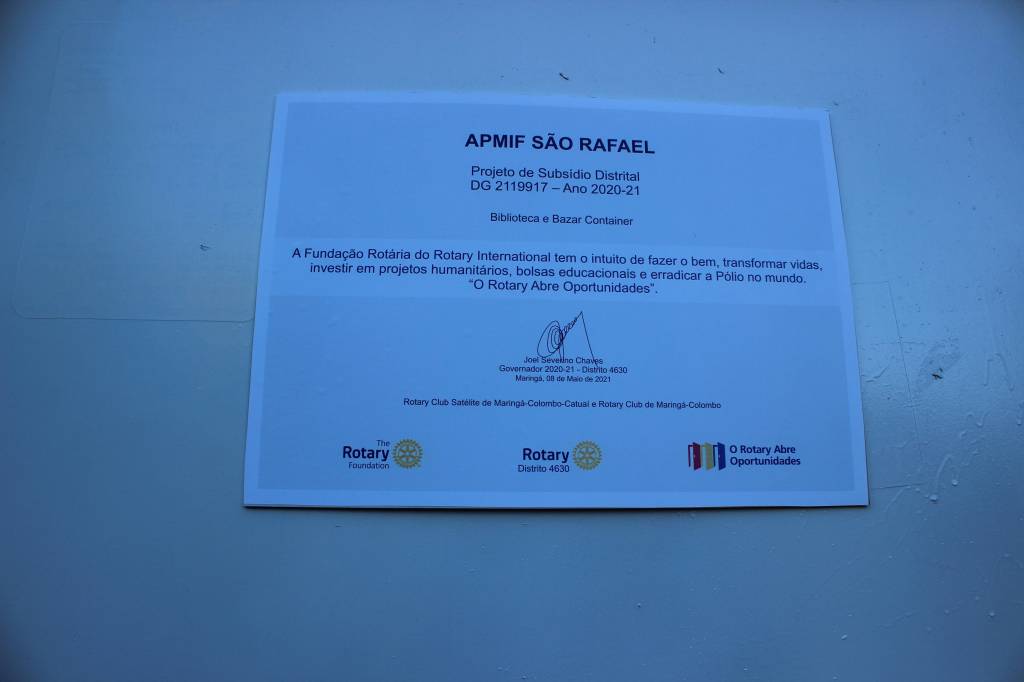 APMIF SÃO RAFAEL
Projeto de Subsídio Distrital
DG 2119917 – Ano 2020-21
Biblioteca e Bazar Container
A Fundação Rotária do Rotary International tem o intuito de fazer o bem, transformar vidas,
investir em projetos humanitários, bolsas educacionais e erradicar a Pólio no mundo.
“O Rotary Abre Oportunidades”.
Joel Severino Chaves
Governador 2020-21 - Distrito 4630
Maringá, 08 de Maio de 2021
Rotary Club Satélite de Maringá-Colombo-Catuaí e Rotary Club de Maringá-Colombo
The
Rotary
Foundation
Rotary
Distrito 4630
O Rotary Abre
Oportunidades